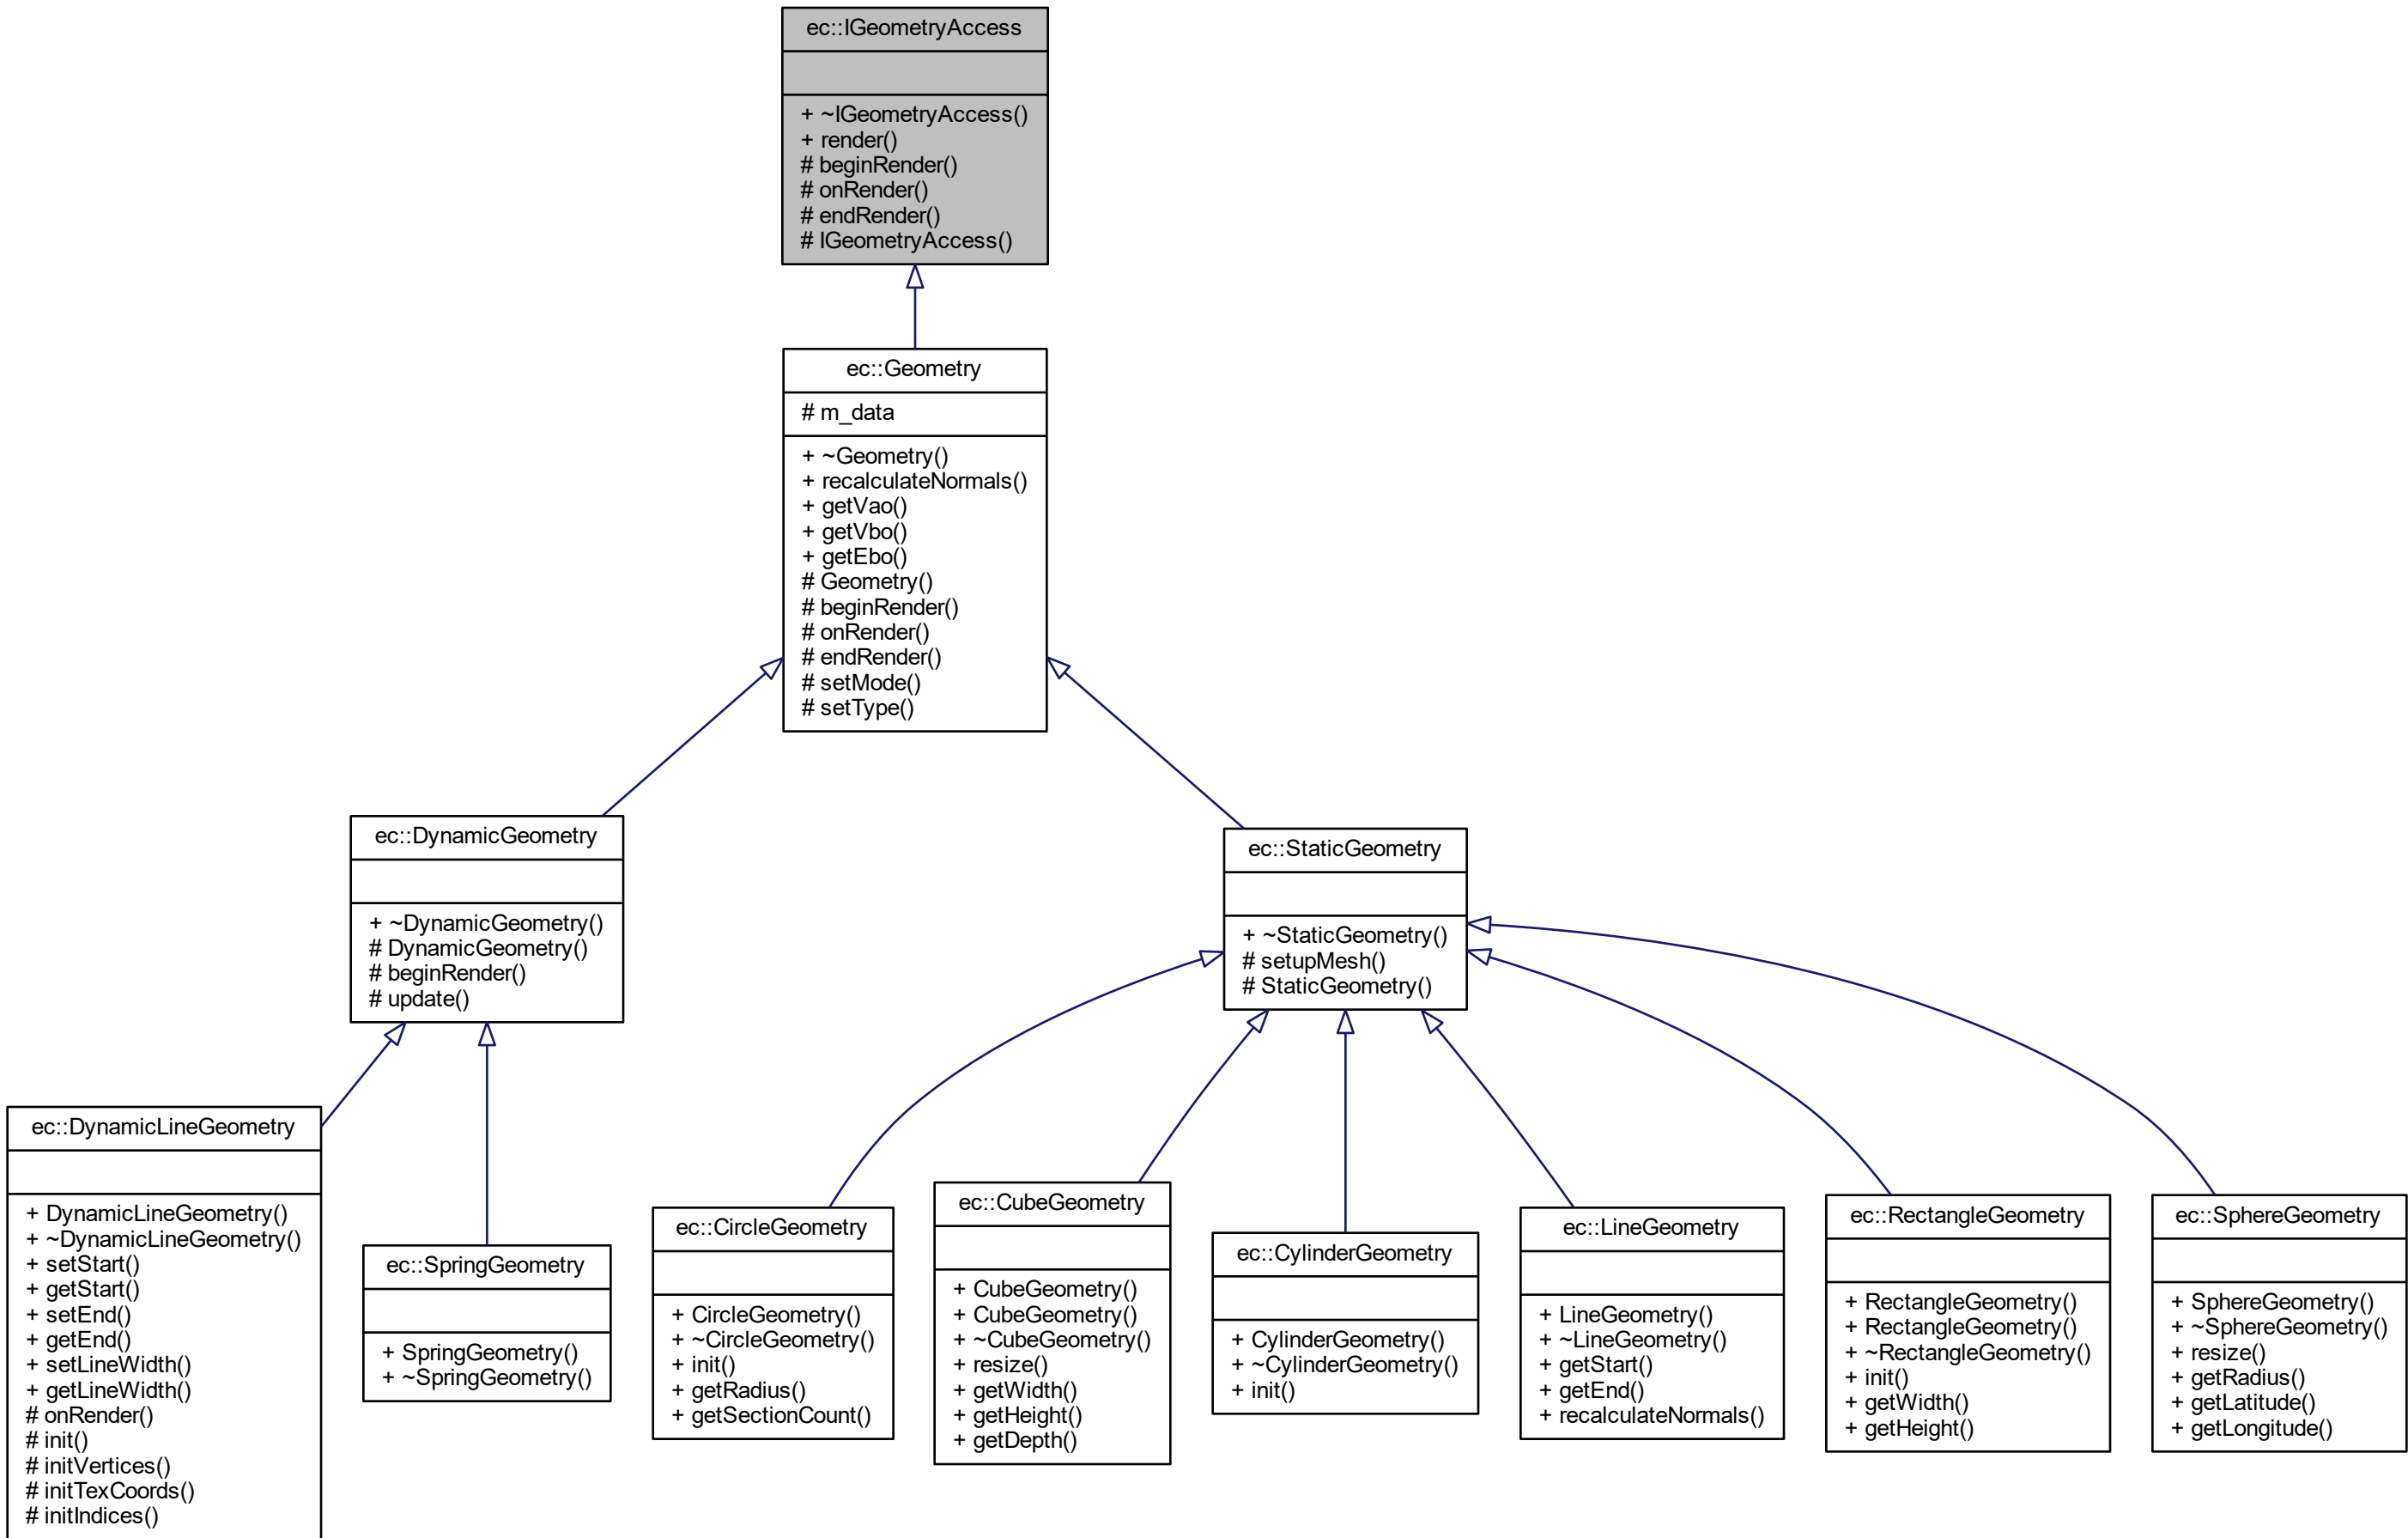 ec::IGeometryAccess
+ ~IGeometryAccess()
+ render()
# beginRender()
# onRender()
# endRender()
# IGeometryAccess()
ec::Geometry
# m_data
+ ~Geometry()
+ recalculateNormals()
+ getVao()
+ getVbo()
+ getEbo()
# Geometry()
# beginRender()
# onRender()
# endRender()
# setMode()
# setType()
ec::DynamicGeometry
+ ~DynamicGeometry()
# DynamicGeometry()
# beginRender()
# update()
ec::StaticGeometry
+ ~StaticGeometry()
# setupMesh()
# StaticGeometry()
ec::DynamicLineGeometry
+ DynamicLineGeometry()
+ ~DynamicLineGeometry()
+ setStart()
+ getStart()
+ setEnd()
+ getEnd()
+ setLineWidth()
+ getLineWidth()
# onRender()
# init()
# initVertices()
# initTexCoords()
# initIndices()
ec::SpringGeometry
+ SpringGeometry()
+ ~SpringGeometry()
ec::CircleGeometry
+ CircleGeometry()
+ ~CircleGeometry()
+ init()
+ getRadius()
+ getSectionCount()
ec::CubeGeometry
+ CubeGeometry()
+ CubeGeometry()
+ ~CubeGeometry()
+ resize()
+ getWidth()
+ getHeight()
+ getDepth()
ec::CylinderGeometry
+ CylinderGeometry()
+ ~CylinderGeometry()
+ init()
ec::LineGeometry
+ LineGeometry()
+ ~LineGeometry()
+ getStart()
+ getEnd()
+ recalculateNormals()
ec::RectangleGeometry
+ RectangleGeometry()
+ RectangleGeometry()
+ ~RectangleGeometry()
+ init()
+ getWidth()
+ getHeight()
ec::SphereGeometry
+ SphereGeometry()
+ ~SphereGeometry()
+ resize()
+ getRadius()
+ getLatitude()
+ getLongitude()